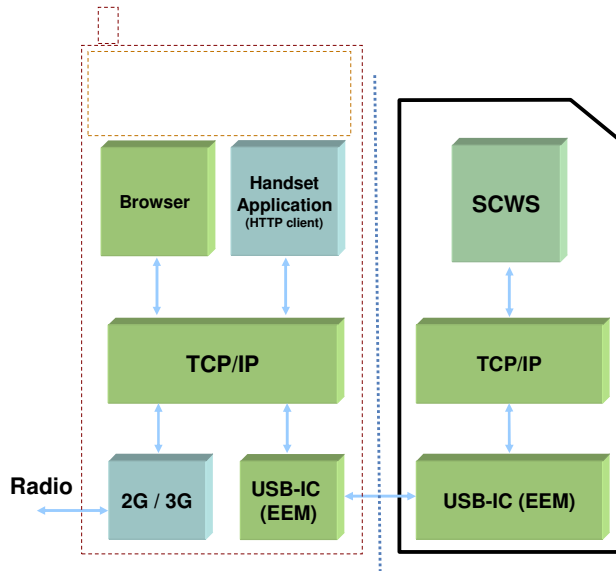 Browser
Handset
Application
(HTTP client)
SCWS
TCP/IP
TCP/IP
Radio
2G / 3G
USB-IC
(EEM)
USB-IC (EEM)